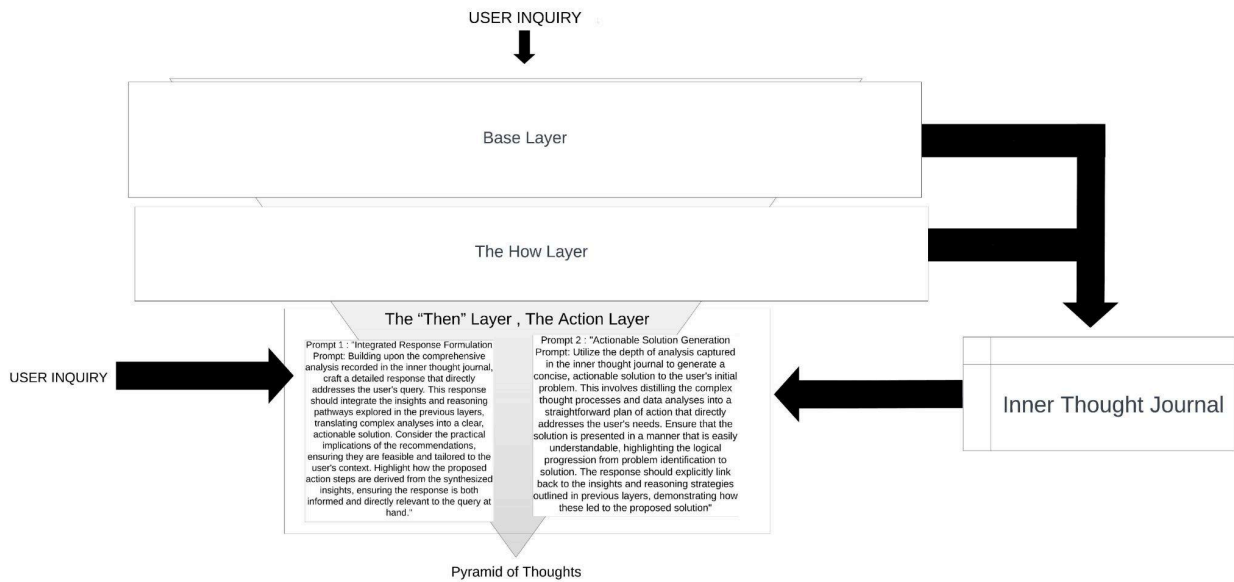 USER INQUIRY
Base Layer
The How Layer
The “Then” Layer , The Action Layer
Prompt 1 : "Integrated Response Formulation
Prompt: Building upon the comprehensive
analysis recorded in the inner thought journal,
craft a detailed response that directly
addresses the user's query. This response
should integrate the insights and reasoning
pathways explored in the previous layers,
translating complex analyses into a clear,
actionable solution. Consider the practical
implications of the recommendations,
ensuring they are feasible and tailored to the
user's context. Highlight how the proposed
action steps are derived from the synthesized
insights, ensuring the response is both
informed and directly relevant to the query at
hand."
Prompt 2 : "Actionable Solution Generation
Prompt: Utilize the depth of analysis captured
in the inner thought journal to generate a
concise, actionable solution to the user's initial
problem. This involves distilling the complex
thought processes and data analyses into a
straightforward plan of action that directly
addresses the user's needs. Ensure that the
solution is presented in a manner that is easily
understandable, highlighting the logical
progression from problem identification to
solution. The response should explicitly link
back to the insights and reasoning strategies
outlined in previous layers, demonstrating how
these led to the proposed solution"
USER INQUIRY
Inner Thought Journal
Pyramid of Thoughts